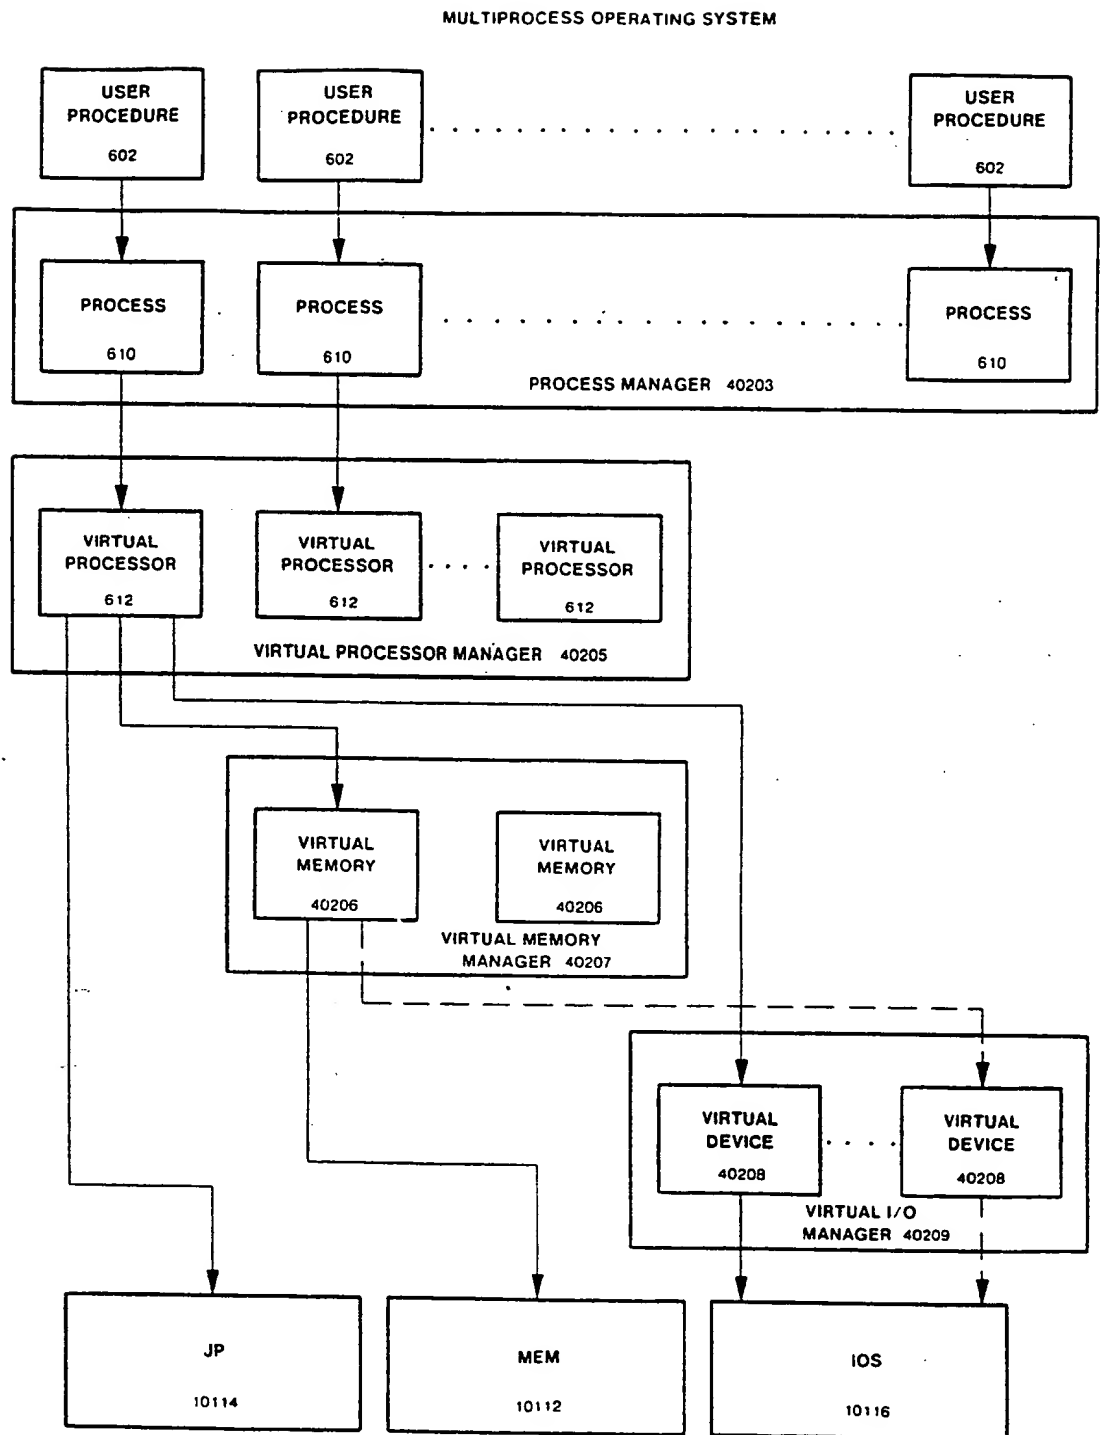 MULTIPROCESS OPERATING SYSTEM
USER
PROCEDURE
602
USER
PROCEDURE
602
USER
PROCEDURE
602
PROCESS
610
PROCESS
610
PROCESS
610
PROCESS MANAGER 40203
VIRTUAL
PROCESSOR
612
VIRTUAL
PROCESSOR
612
VIRTUAL
PROCESSOR
612
VIRTUAL PROCESSOR MANAGER 40205
VIRTUAL
MEMORY
40206
VIRTUAL
MEMORY
40206
VIRTUAL MEMORY
MANAGER 40207
VIRTUAL
DEVICE
40208
VIRTUAL
DEVICE
40208
VIRTUAL I/O
MANAGER 40209
JP
10114
MEM
10112
IOS
10116